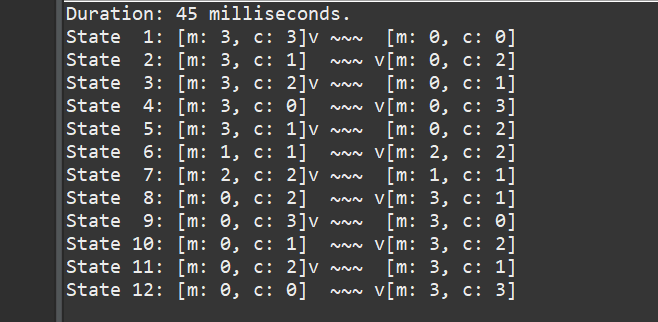 Duration: 45 milliseconds.
State  1: [m: 3, c: 3]v ~~~  [m: 0, c: 0]
State  2: [m: 3, c: 1]  ~~~ v[m: 0, c: 2]
State  3: [m: 3, c: 2]v ~~~  [m: 0, c: 1]
State  4: [m: 3, c: 0]  ~~~ v[m: 0, c: 3]
State  5: [m: 3, c: 1]v ~~~  [m: 0, c: 2]
State  6: [m: 1, c: 1]  ~~~ v[m: 2, c: 2]
State  7: [m: 2, c: 2]v ~~~  [m: 1, c: 1]
State  8: [m: 0, c: 2]  ~~~ v[m: 3, c: 1]
State  9: [m: 0, c: 3]v ~~~  [m: 3, c: 0]
State 10: [m: 0, c: 1]  ~~~ v[m: 3, c: 2]
State 11: [m: 0, c: 2]v ~~~  [m: 3, c: 1]
State 12: [m: 0, c: 0]  ~~~ v[m: 3, c: 3]